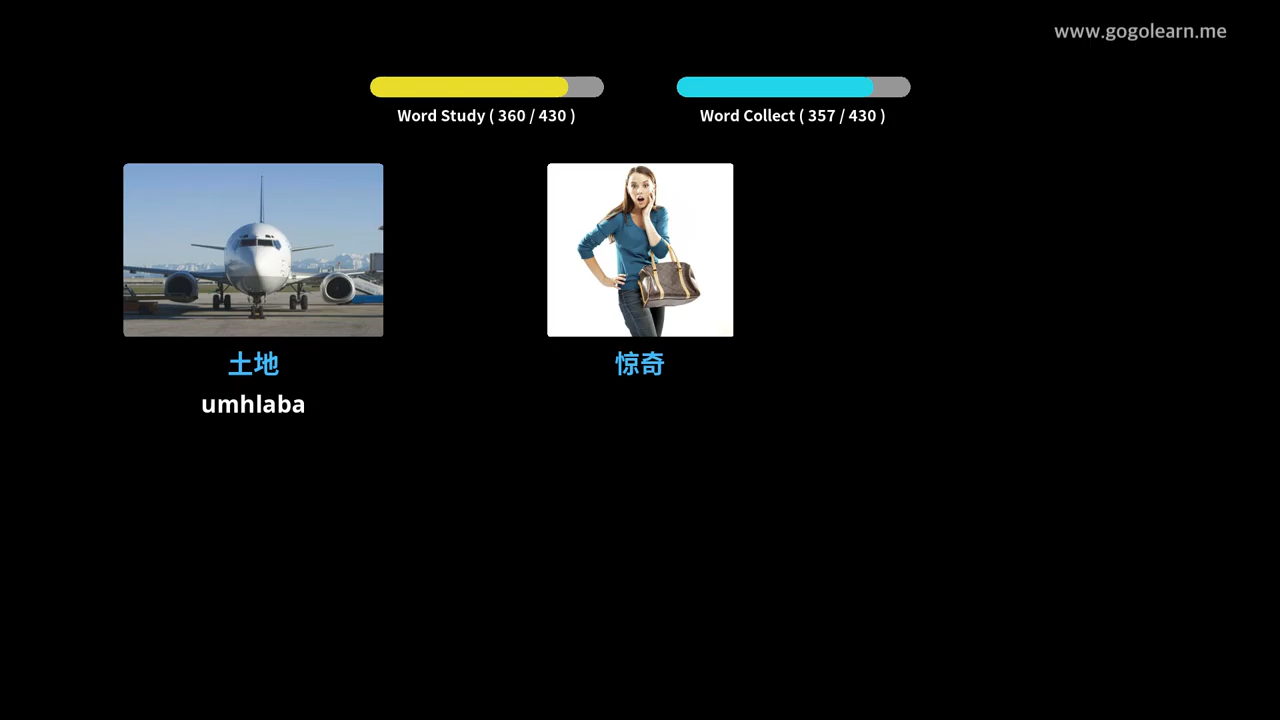 www.gogolearn.me
Word Study ( 360 / 430 )
Word Collect ( 357 / 430 )
土地
惊奇
umhlaba